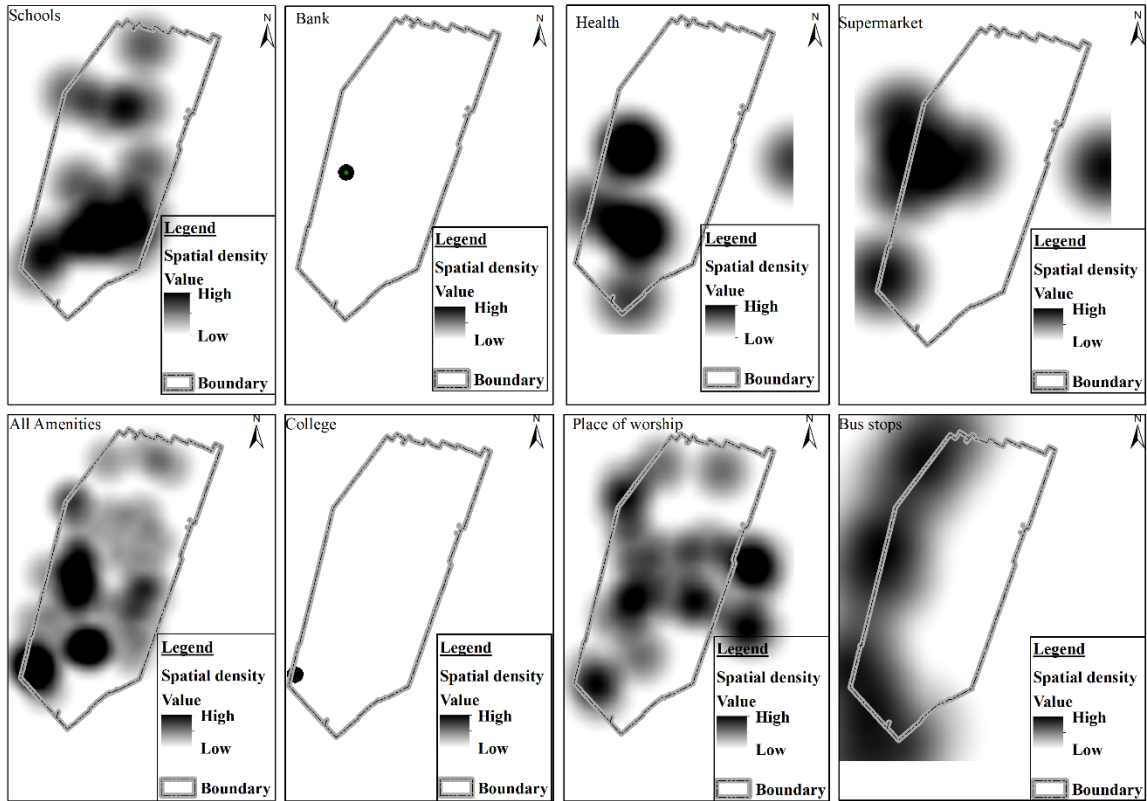 Schools
N
Legend
Spatial density
Value
High
Low
Boundary
Bank
N
Legend
Spatial density
Value
High
Low
Boundary
Health
N
Legend
Spatial density
Value
High
Low
Boundary
Supermarket
N
Legend
Spatial density
Value
High
Low
Boundary
All Amenities
N
Legend
Spatial density
Value
High
Low
Boundary
College
N
Legend
Spatial density
Value
High
Low
Boundary
Place of worship
N
Legend
Spatial density
Value
High
Low
Boundary
Bus stops
N
Legend
Spatial density
Value
High
Low
Boundary